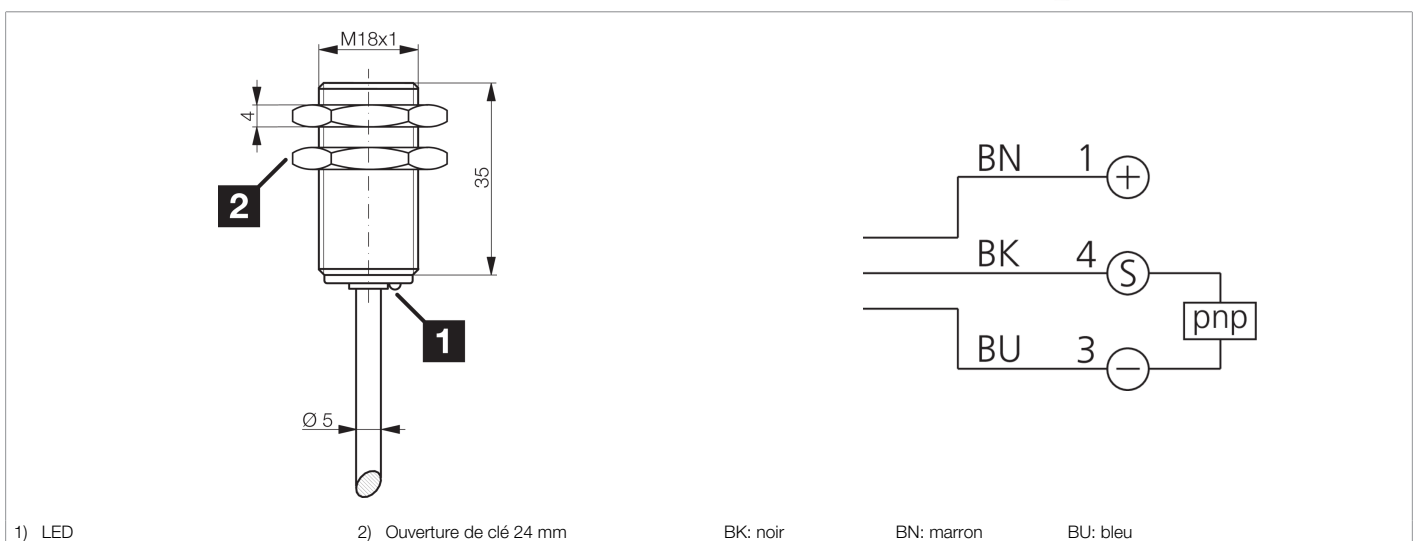 M18x1
4
35
2
1
Ø 5
BN 1 +
BK 4 S
pnp
BU 3 −
1) LED 2) Ouverture de clé 24 mm BK: noir BN: marron BU: bleu